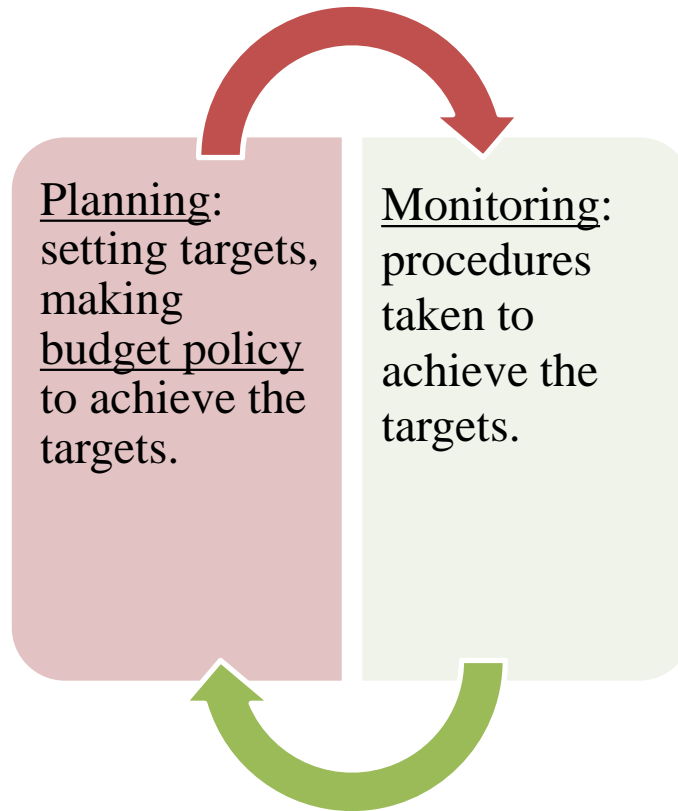 Planning:
setting targets,
making
budget policy
to achieve the
targets.
Monitoring:
procedures
taken to
achieve the
targets.